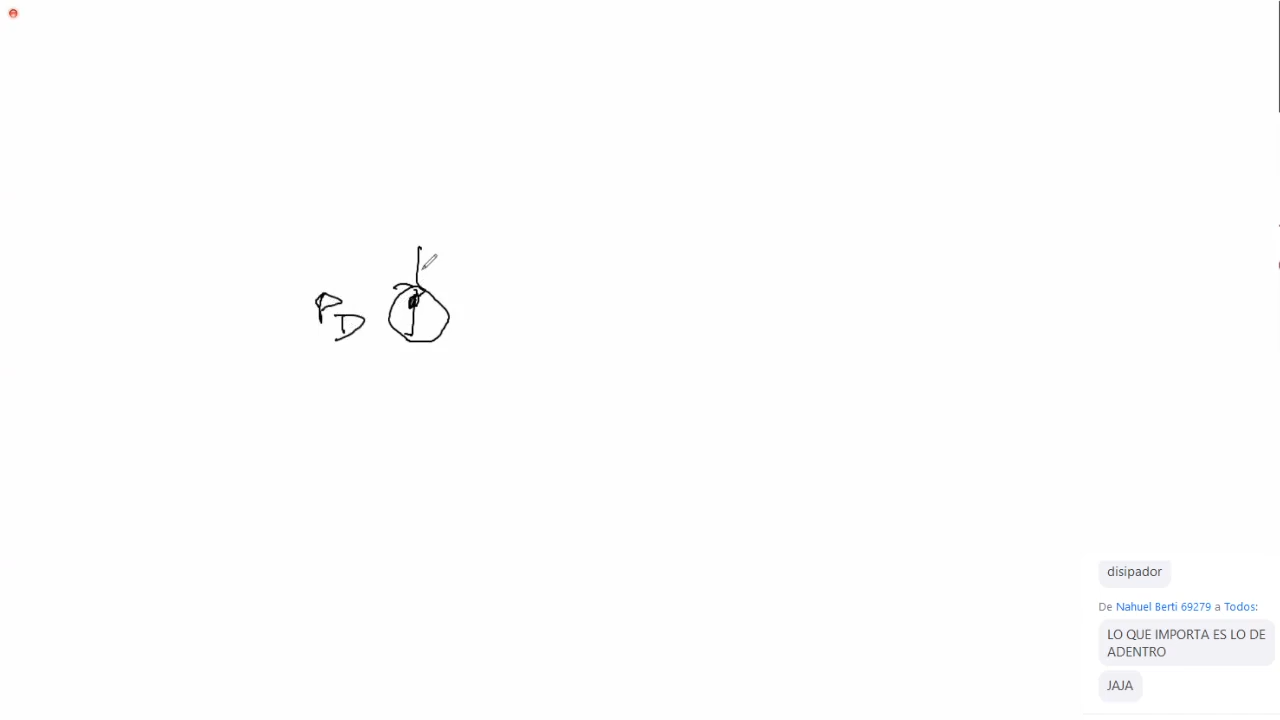 PD
disipador
De Nahuel Berti 69279 a Todos:
LO QUE IMPORTA ES LO DE
ADENTRO
JAJA